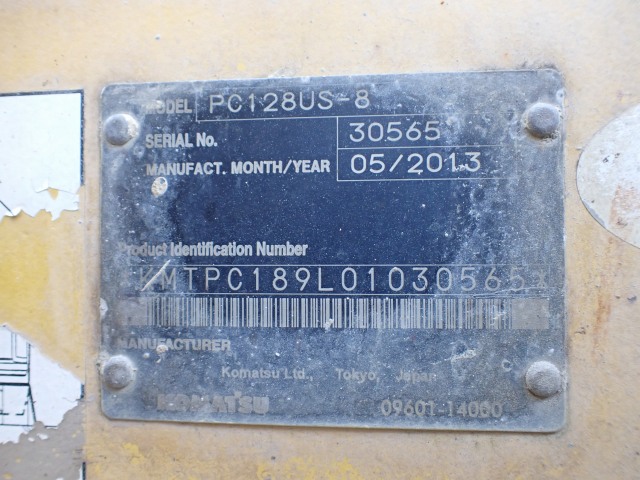 MODEL PC128US-8
SERIAL No. 30565
MANUFACT. MONTH/YEAR 05/2013
Product Identification Number
KMTPC189L01030565
MANUFACTURER
Komatsu Ltd., Tokyo, Japan
KOMATSU 09601-14000